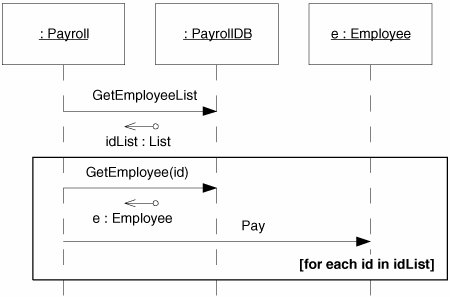 : Payroll
: PayrollDB
e : Employee
GetEmployeeList
idList : List
GetEmployee(id)
e : Employee
Pay
[for each id in idList]